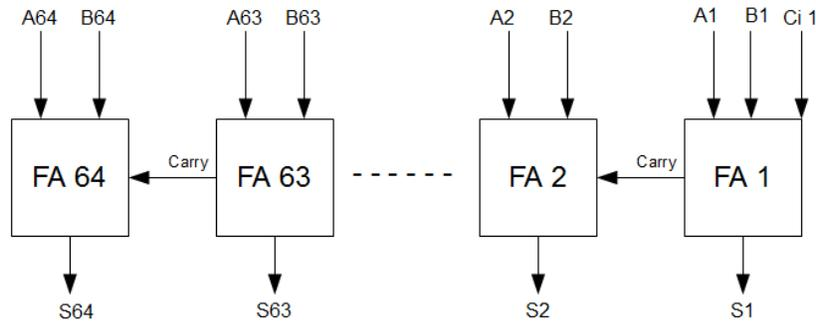 A64 B64 A63 B63 A2 B2 A1 B1 Ci 1
FA 64 Carry FA 63 FA 2 Carry FA 1
S64 S63 S2 S1